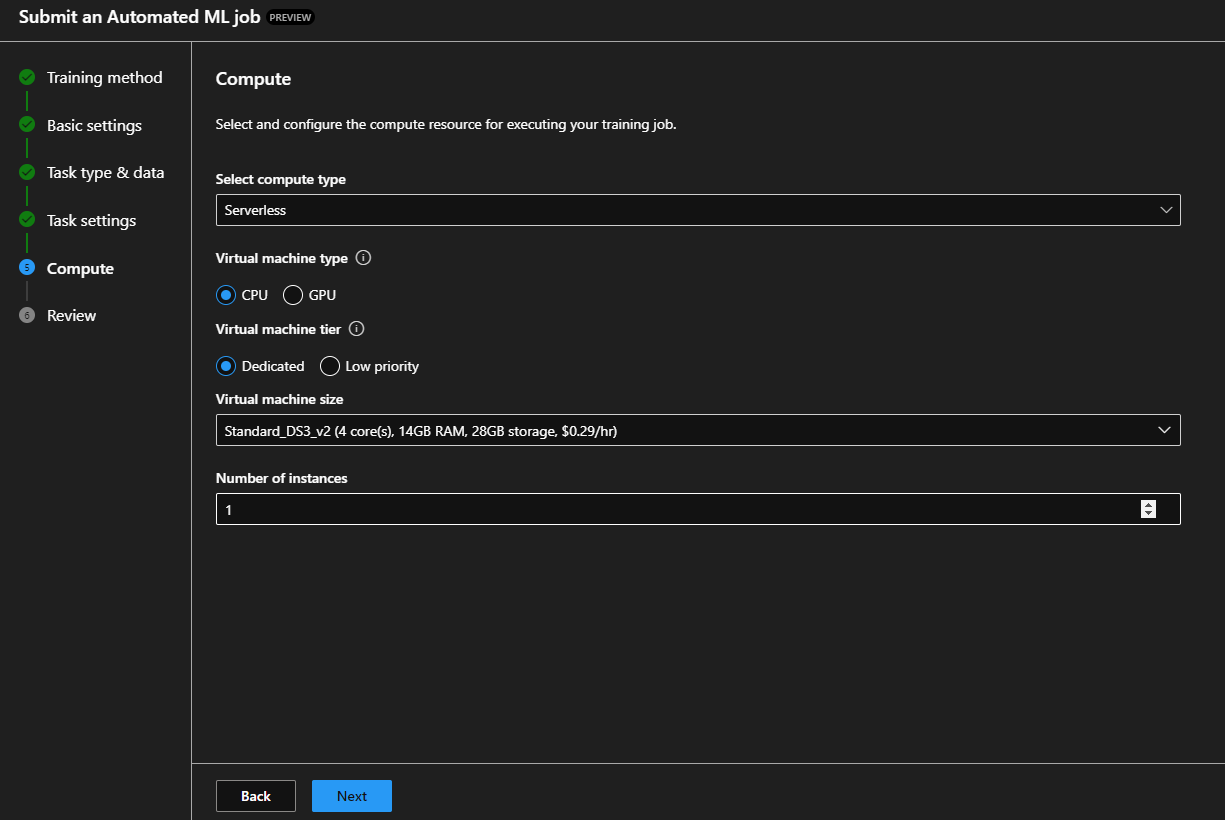 Submit an Automated ML job PREVIEW
Training method
Basic settings
Task type & data
Task settings
5 Compute
6 Review
Compute
Select and configure the compute resource for executing your training job.
Select compute type
Serverless
Virtual machine type
CPU GPU
Virtual machine tier
Dedicated Low priority
Virtual machine size
Standard_DS3_v2 (4 core(s), 14GB RAM, 28GB storage, $0.29/hr)
Number of instances
1
Back Next